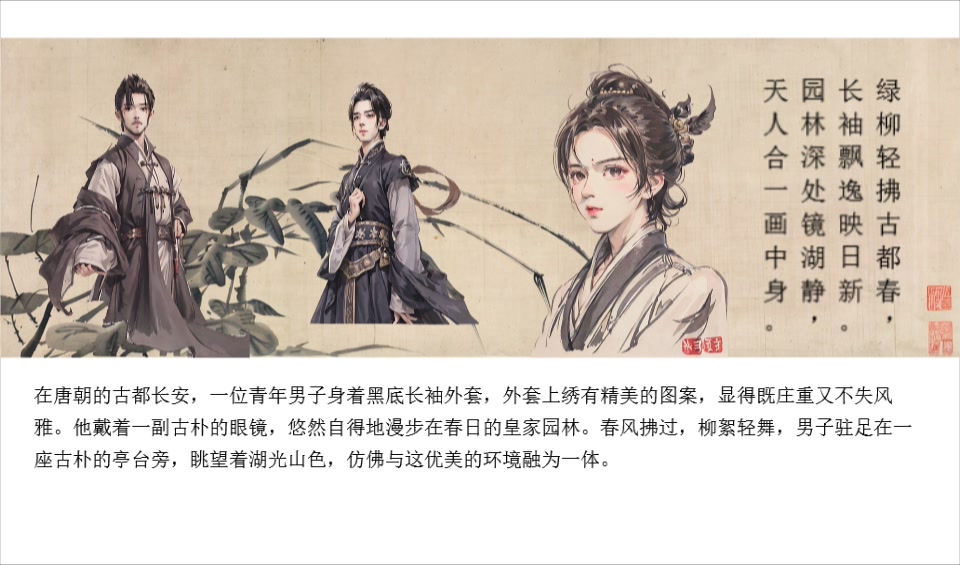 绿柳轻拂古都春，
长袖飘逸映日新。
园林深处镜湖静，
天人合一画中身。
在唐朝的古都长安，一位青年男子身着黑底长袖外套，外套上绣有精美的图案，显得既庄重又不失风
雅。他戴着一副古朴的眼镜，悠然自得地漫步在春日的皇家园林。春风拂过，柳絮轻舞，男子驻足在一
座古朴的亭台旁，眺望着湖光山色，仿佛与这优美的环境融为一体。